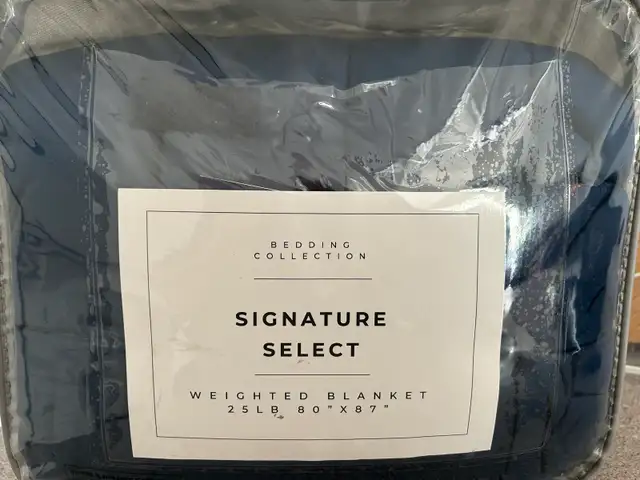 BEDDING
COLLECTION
SIGNATURE
SELECT
WEIGHTED BLANKET
25LB 80"X87"